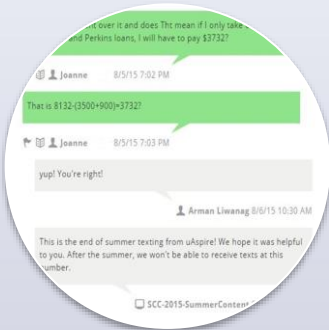 over it and does Tht mean if I only take
and Perkins loans, I will have to pay $3732?
Joanne 8/5/15 7:02 PM
That is 8132-(3500+900)=3732?
Joanne 8/5/15 7:03 PM
yup! You're right!
Arman Liwanag 8/6/15 10:30 AM
This is the end of summer texting from uAspire! We hope it was helpful
to you. After the summer, we won't be able to receive texts at this
number.
SCC-2015-SummerContent